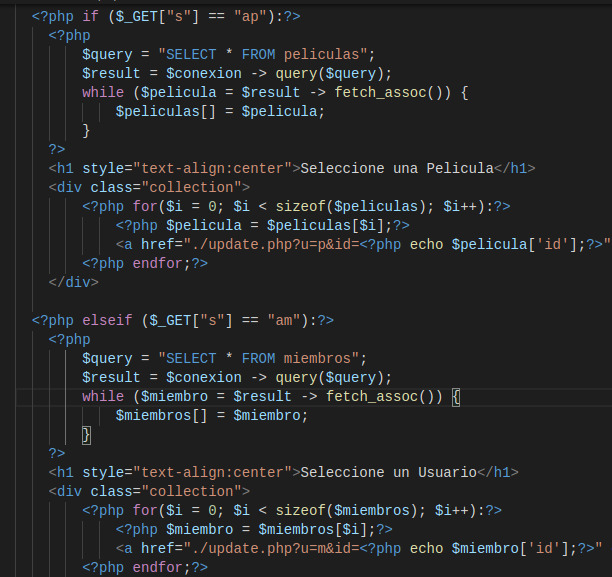 <?php if ($_GET["s"] == "ap"):?>
<?php
$query = "SELECT * FROM peliculas";
$result = $conexion -> query($query);
while ($pelicula = $result -> fetch_assoc()) {
$peliculas[] = $pelicula;
}
?>
<h1 style="text-align:center">Seleccione una Pelicula</h1>
<div class="collection">
<?php for($i = 0; $i < sizeof($peliculas); $i++):?>
<?php $pelicula = $peliculas[$i];?>
<a href="./update.php?u=p&id=<?php echo $pelicula['id'];?>"
<?php endfor;?>
</div>
<?php elseif ($_GET["s"] == "am"):?>
<?php
$query = "SELECT * FROM miembros";
$result = $conexion -> query($query);
while ($miembro = $result -> fetch_assoc()) {
$miembros[] = $miembro;
}
?>
<h1 style="text-align:center">Seleccione un Usuario</h1>
<div class="collection">
<?php for($i = 0; $i < sizeof($miembros); $i++):?>
<?php $miembro = $miembros[$i];?>
<a href="./update.php?u=m&id=<?php echo $miembro['id'];?>"
<?php endfor;?>